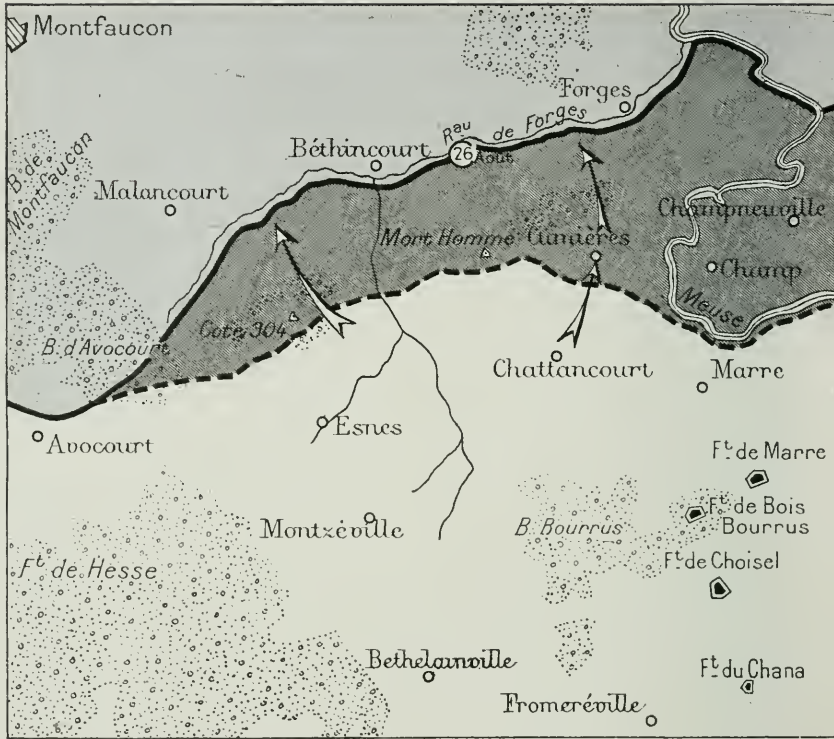 Montfaucon
Forges
Rau de Forges
Béthincourt
26
Août
B. de
Montfaucon
Malancourt
Champneuville
Mort Homme
Cumières
Champ
Meuse
Cote 304
B. d'Avocourt
Chattancourt
Marre
Avocourt
Esnes
Ft de Marre
Ft de Bois
Bourrus
B. Bourrus
Montzéville
Ft de Choisel
Ft de Hesse
Bethelainville
Ft du Chana
Fromeréville